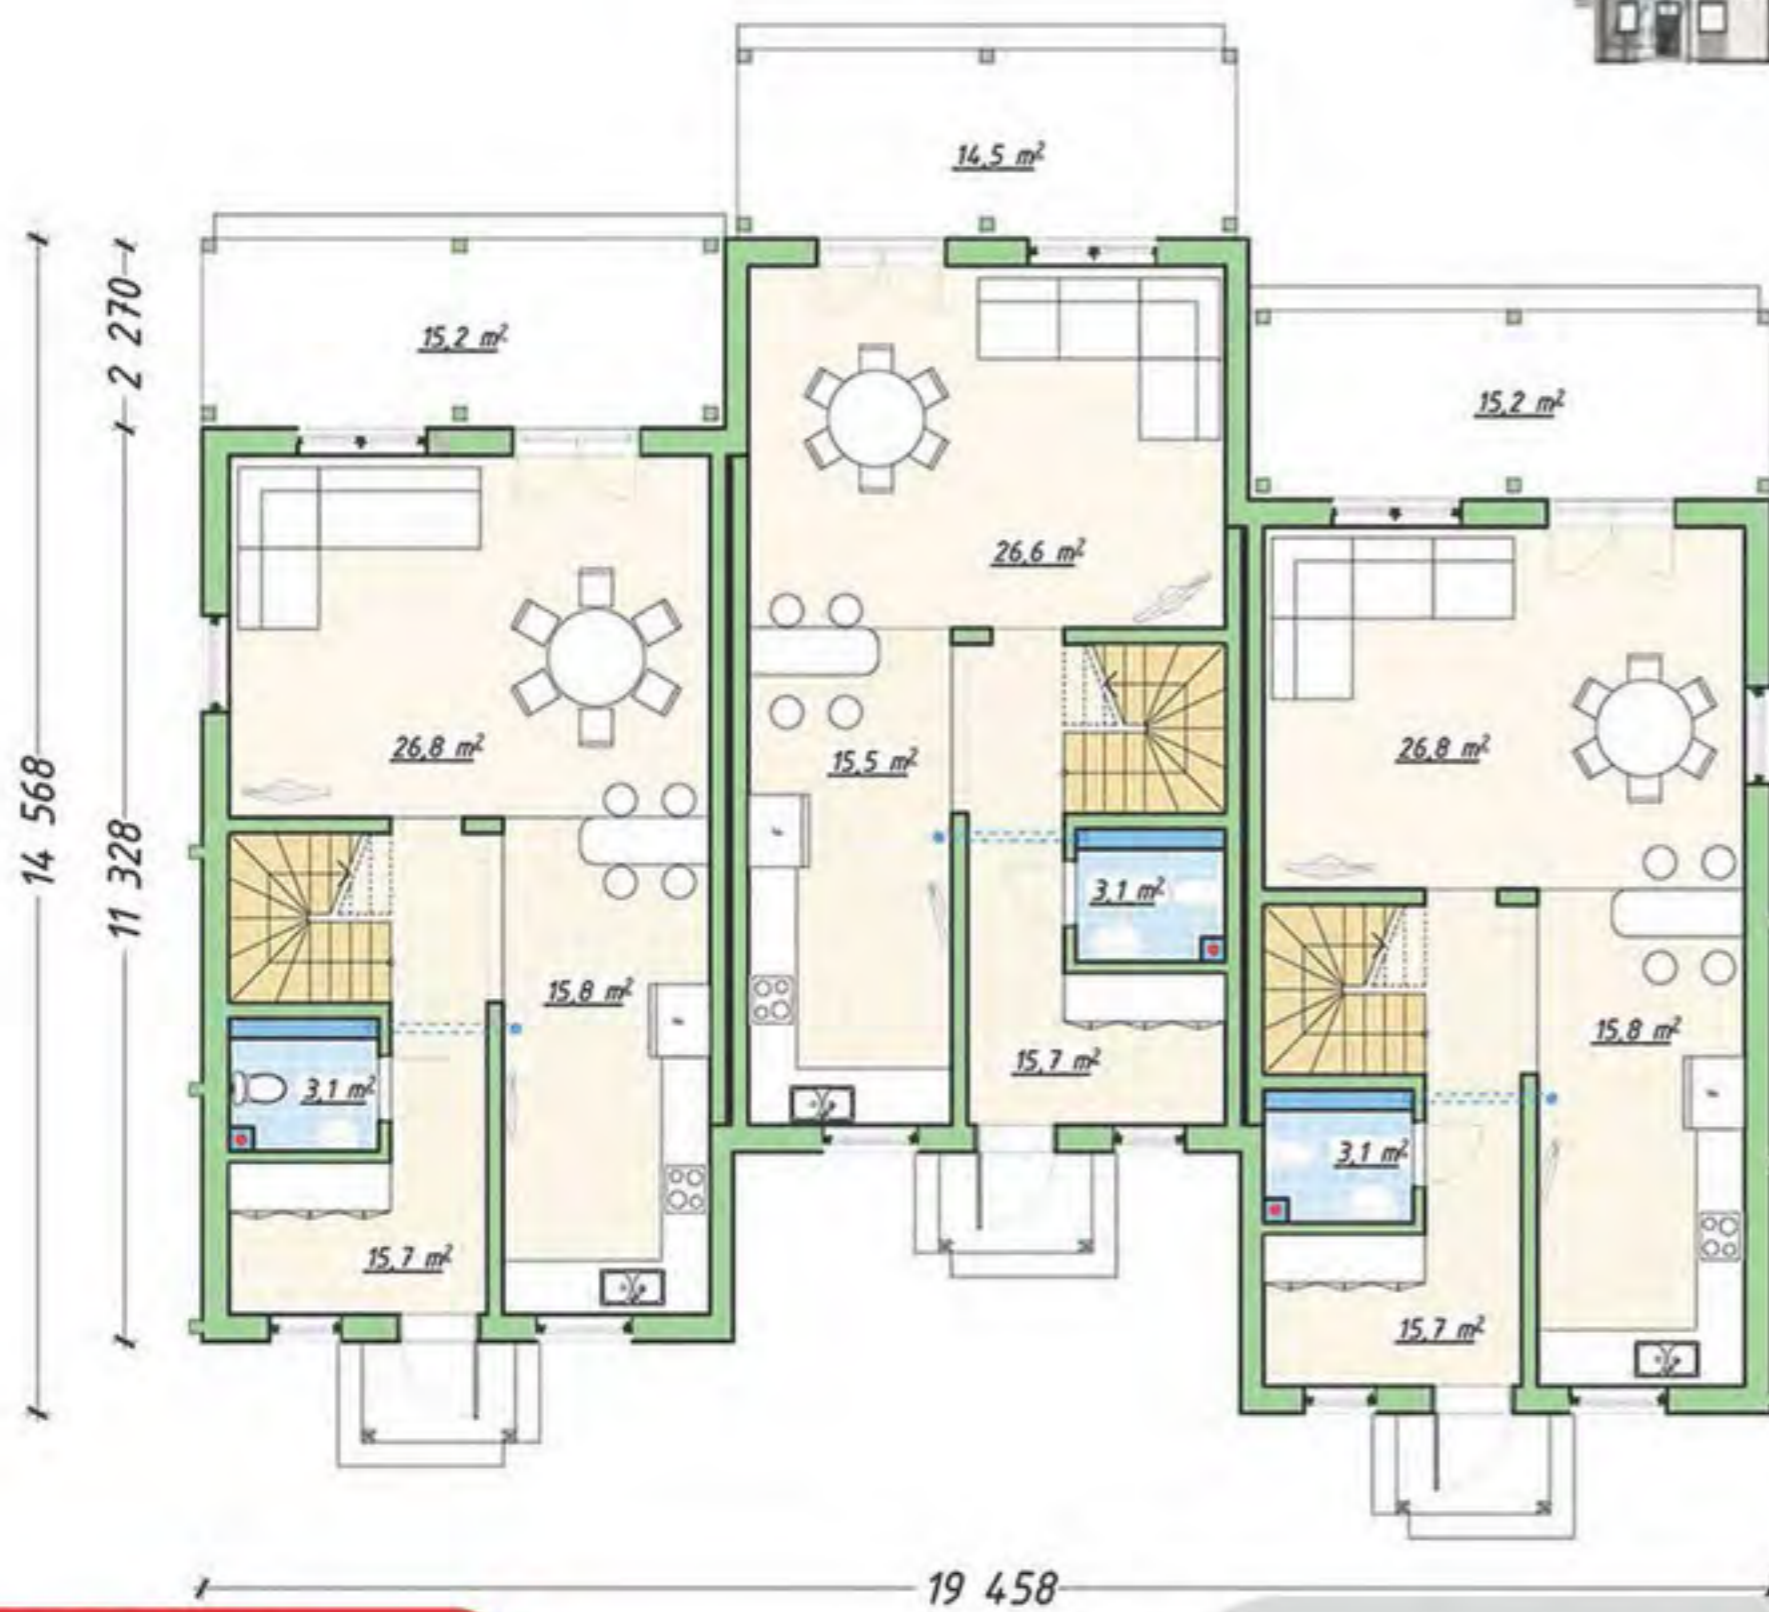 14,5 m²
15,2 m²
15,2 m²
2 270
26,6 m²
26,8 m²
15,5 m²
26,8 m²
14 568
11 328
3,1 m²
15,8 m²
15,8 m²
15,7 m²
3,1 m²
3,1 m²
15,7 m²
15,7 m²
19 458